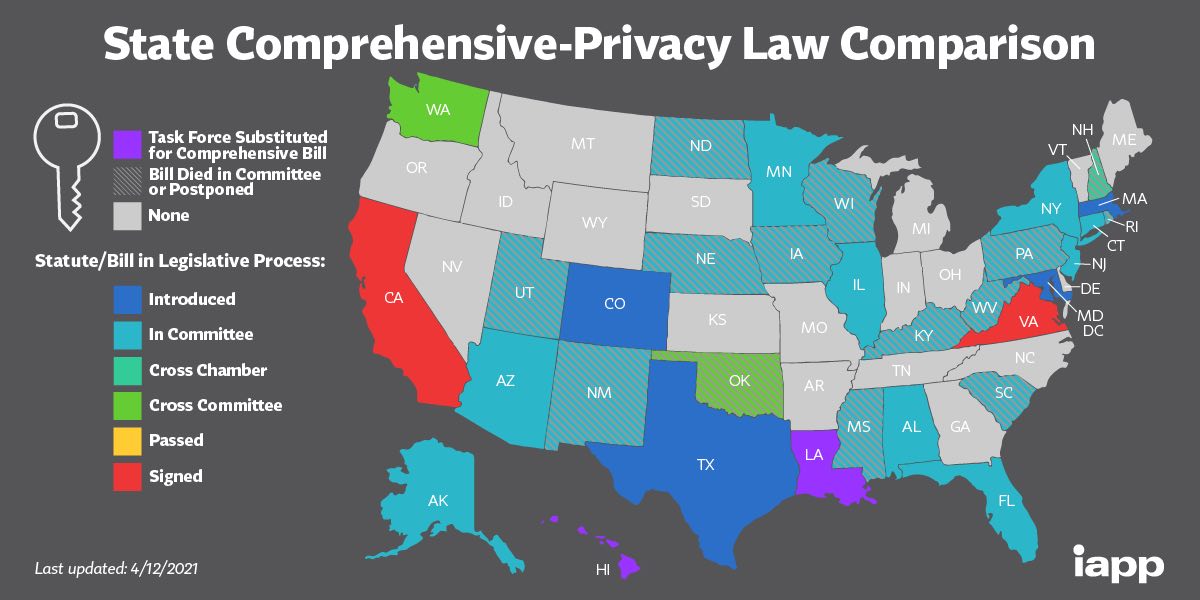 State Comprehensive-Privacy Law Comparison
Task Force Substituted
for Comprehensive Bill
Bill Died in Committee
or Postponed
None
Statute/Bill in Legislative Process:
Introduced
In Committee
Cross Chamber
Cross Committee
Passed
Signed
Last updated: 4/12/2021
WA
OR
CA
NV
ID
MT
WY
UT
AZ
CO
NM
ND
SD
NE
KS
OK
TX
MN
IA
MO
AR
LA
WI
IL
MI
IN
OH
KY
TN
MS
AL
GA
FL
SC
NC
VA
WV
PA
NY
VT
NH
ME
MA
RI
CT
NJ
DE
MD
DC
AK
HI
iapp